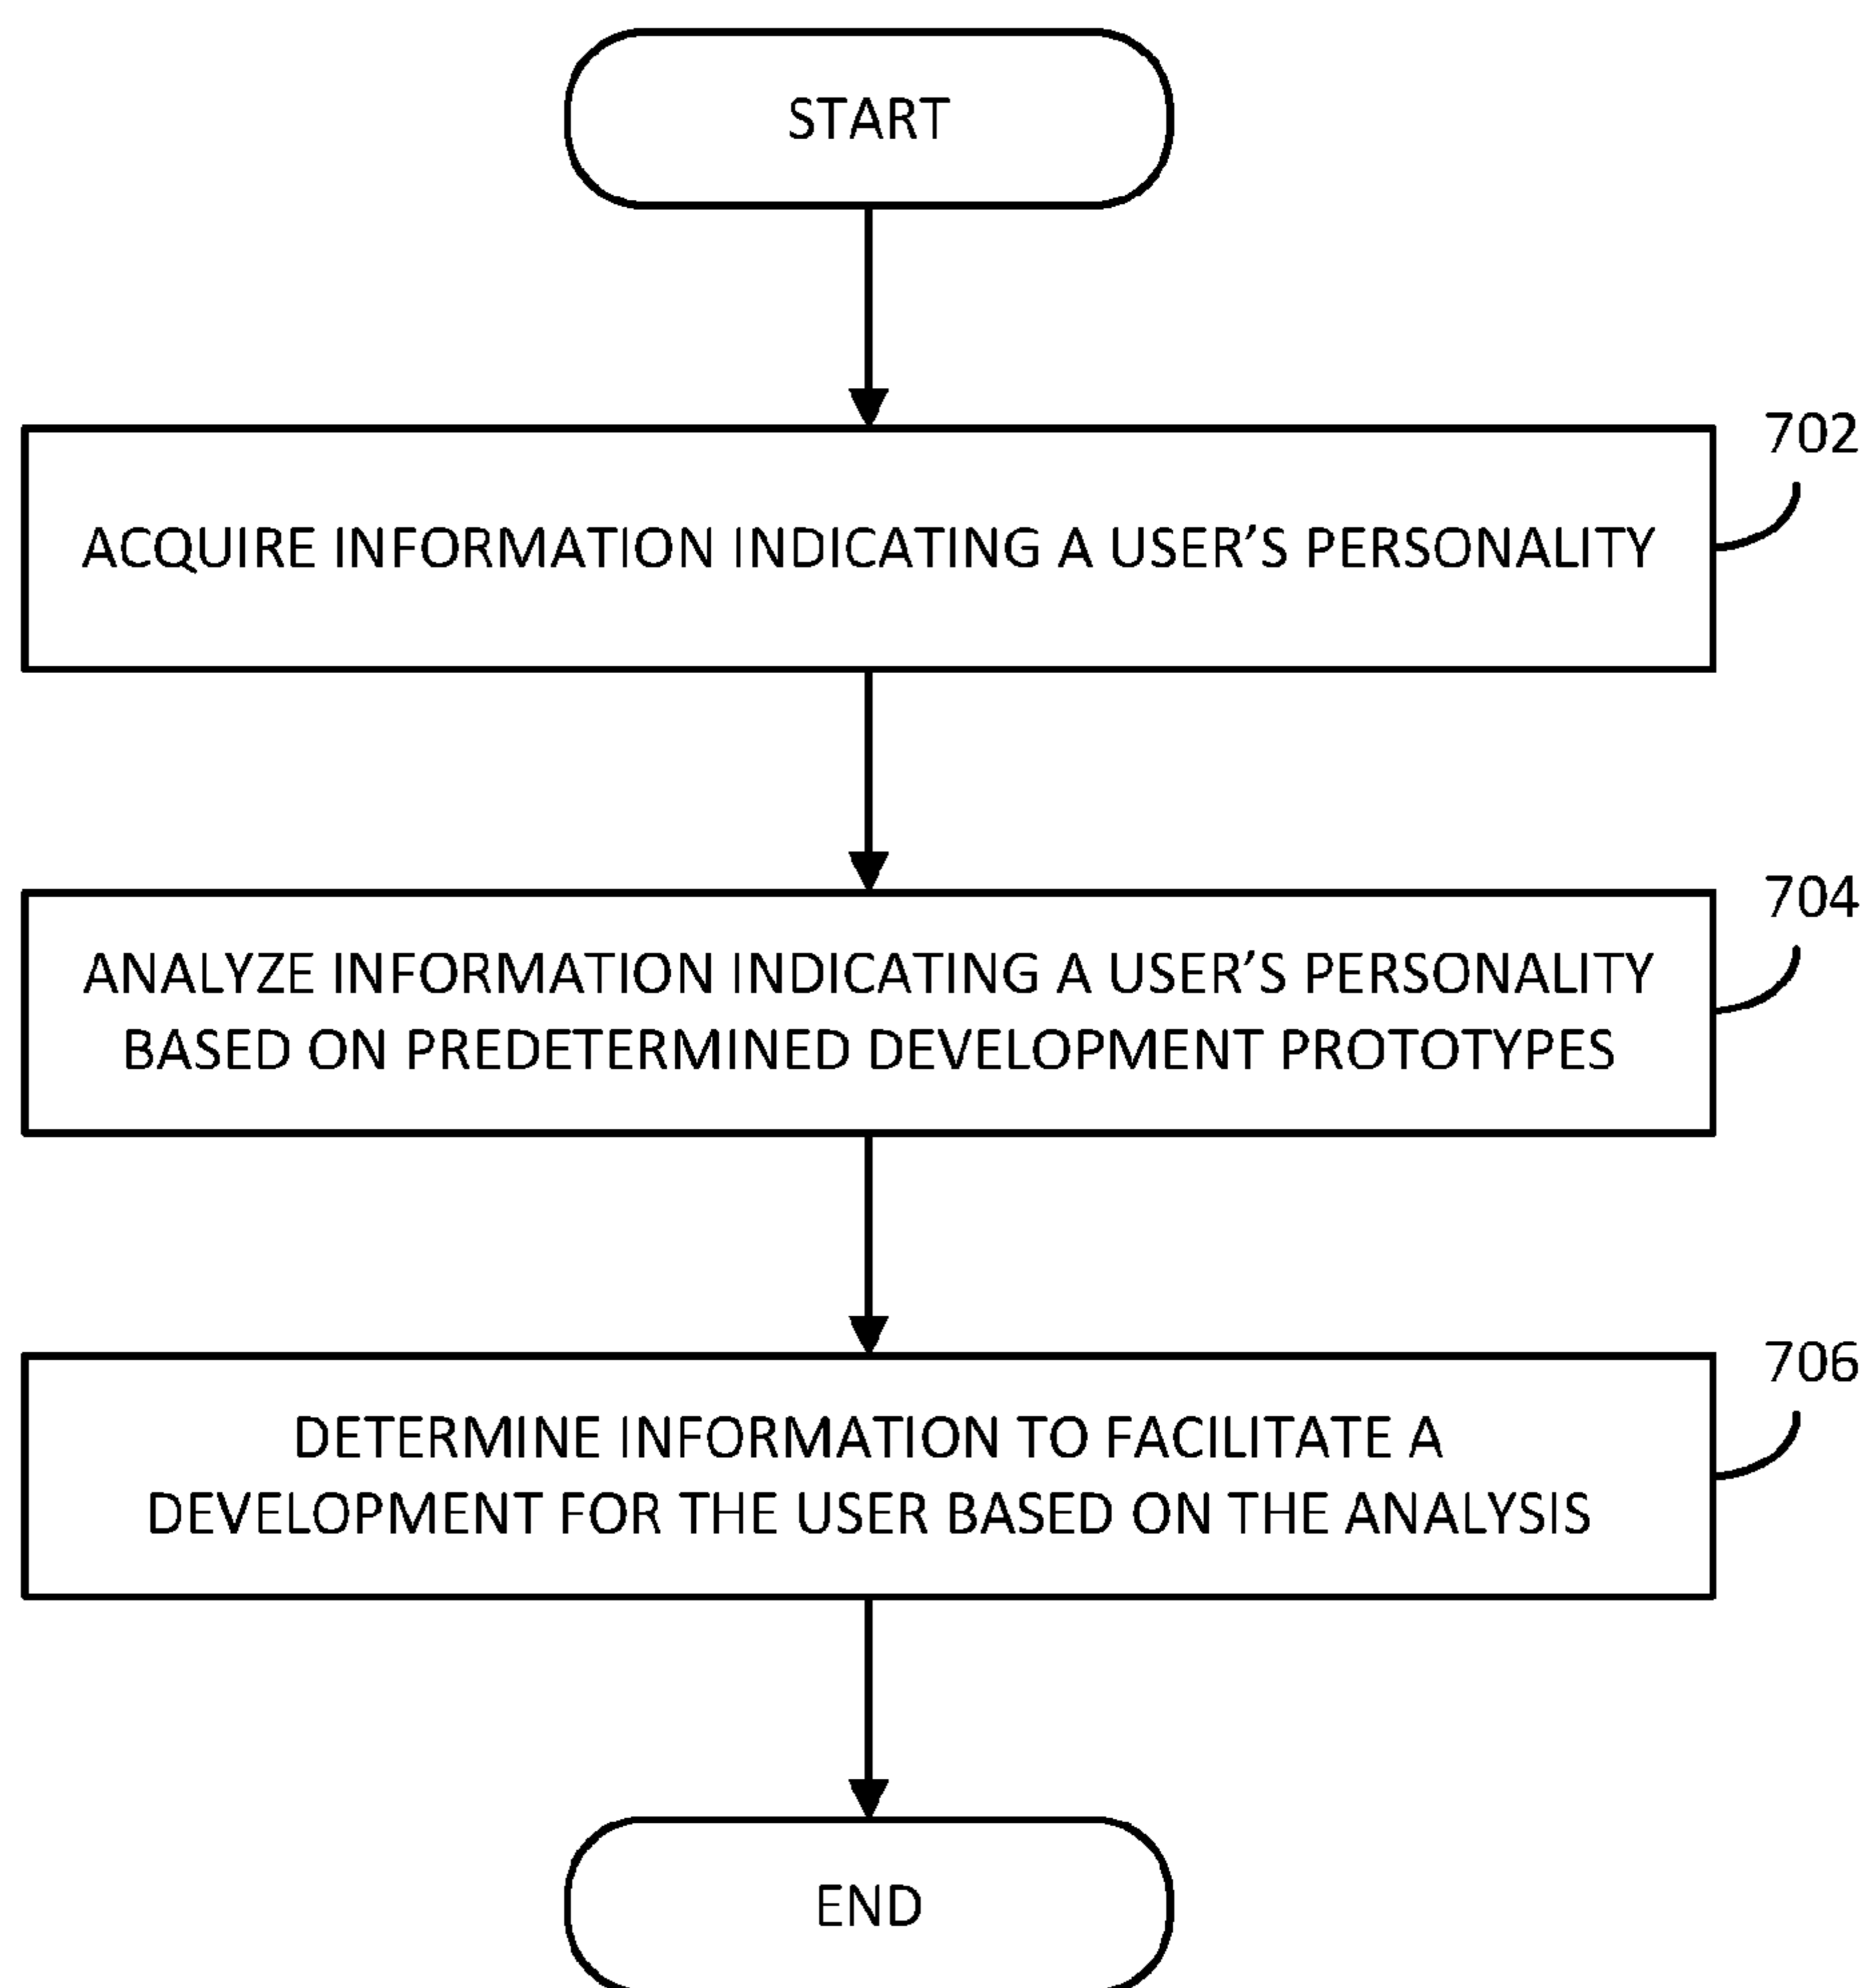 START
702
ACQUIRE INFORMATION INDICATING A USER’S PERSONALITY
704
ANALYZE INFORMATION INDICATING A USER’S PERSONALITY
BASED ON PREDETERMINED DEVELOPMENT PROTOTYPES
706
DETERMINE INFORMATION TO FACILITATE A
DEVELOPMENT FOR THE USER BASED ON THE ANALYSIS
END